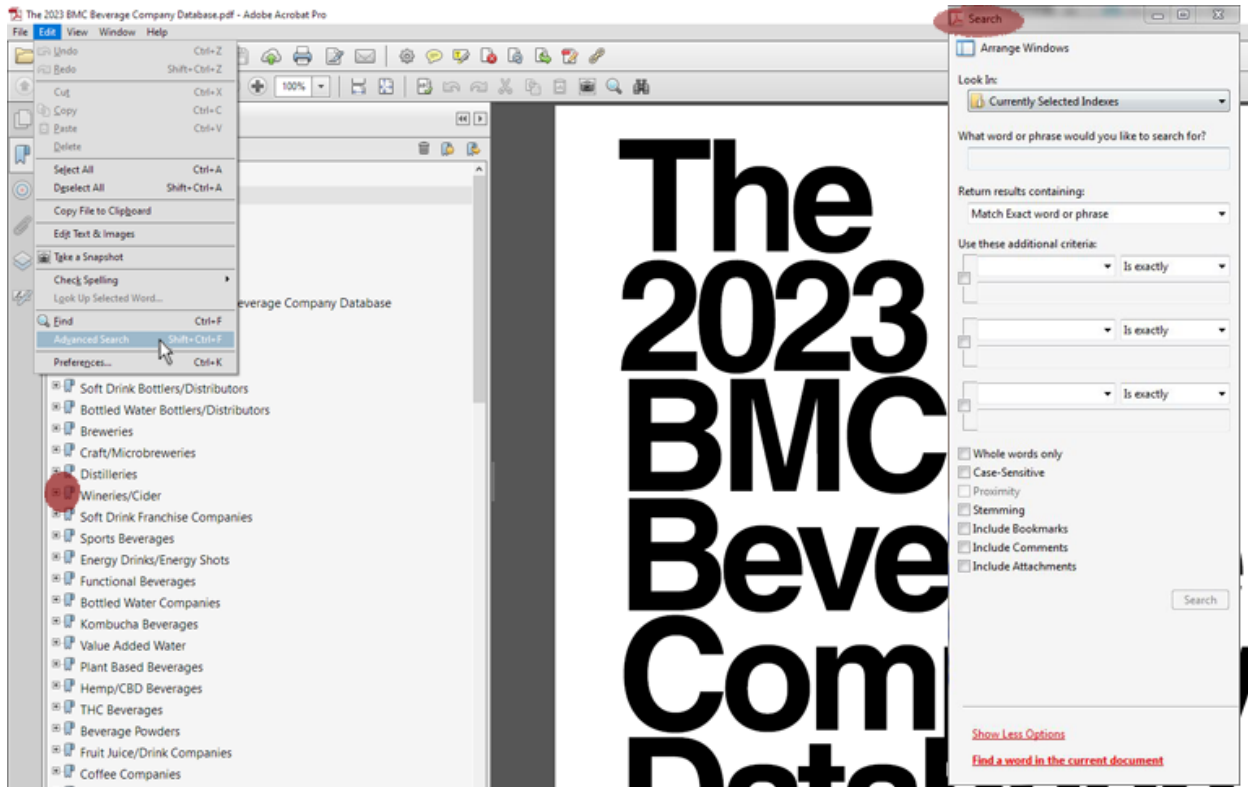 The 2023 BMC Beverage Company Database.pdf - Adobe Acrobat Pro
File Edit View Window Help
Undo Ctrl+Z
Redo Shift+Ctrl+Z
Cut Ctrl+X
Copy Ctrl+C
Paste Ctrl+V
Delete
Select All Ctrl+A
Deselect All Shift+Ctrl+A
Copy File to Clipboard
Edit Text & Images
Take a Snapshot
Check Spelling
Look Up Selected Word...
Find Ctrl+F
Advanced Search Shift+Ctrl+F
Preferences... Ctrl+K
100%
everage Company Database
Soft Drink Bottlers/Distributors
Bottled Water Bottlers/Distributors
Breweries
Craft/Microbreweries
Distilleries
Wineries/Cider
Soft Drink Franchise Companies
Sports Beverages
Energy Drinks/Energy Shots
Functional Beverages
Bottled Water Companies
Kombucha Beverages
Value Added Water
Plant Based Beverages
Hemp/CBD Beverages
THC Beverages
Beverage Powders
Fruit Juice/Drink Companies
Coffee Companies
The
2023
BMC
Beve
Com
Data
Search
Arrange Windows
Look In:
Currently Selected Indexes
What word or phrase would you like to search for?
Return results containing:
Match Exact word or phrase
Use these additional criteria:
Is exactly
Is exactly
Is exactly
Whole words only
Case-Sensitive
Proximity
Stemming
Include Bookmarks
Include Comments
Include Attachments
Search
Show Less Options
Find a word in the current document